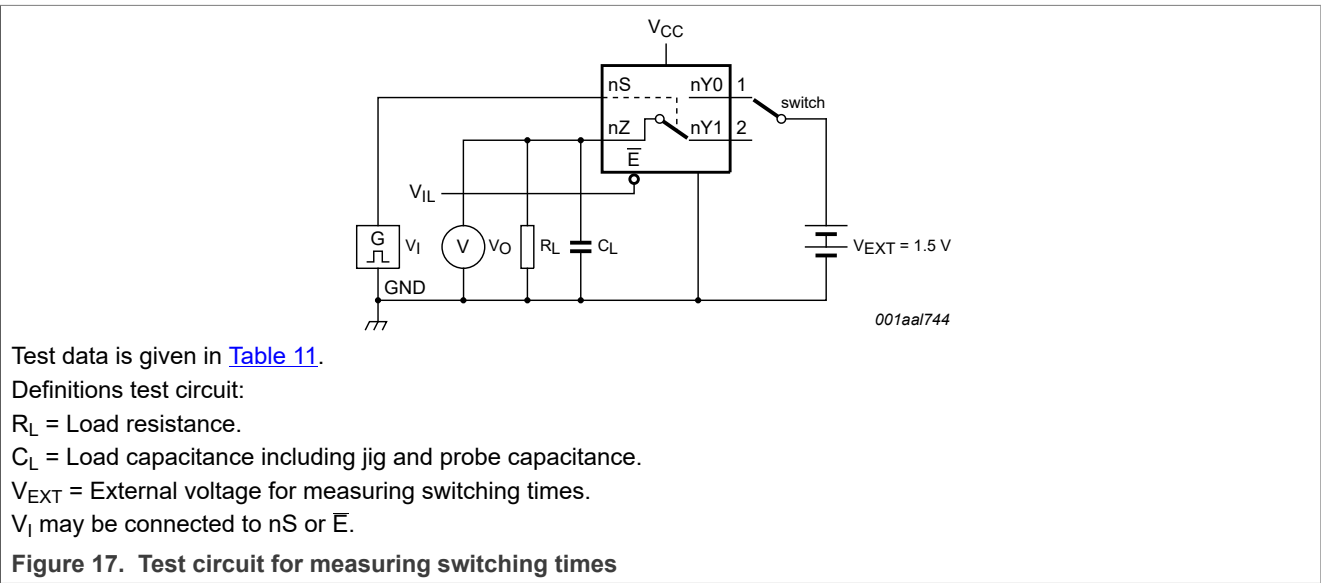 VCC
nS nY0 1
switch
nZ nY1 2
E̅
VIL
G VI V VO RL CL VEXT = 1.5 V
GND
001aal744
Test data is given in Table 11.
Definitions test circuit:
RL = Load resistance.
CL = Load capacitance including jig and probe capacitance.
VEXT = External voltage for measuring switching times.
VI may be connected to nS or E̅.
Figure 17. Test circuit for measuring switching times